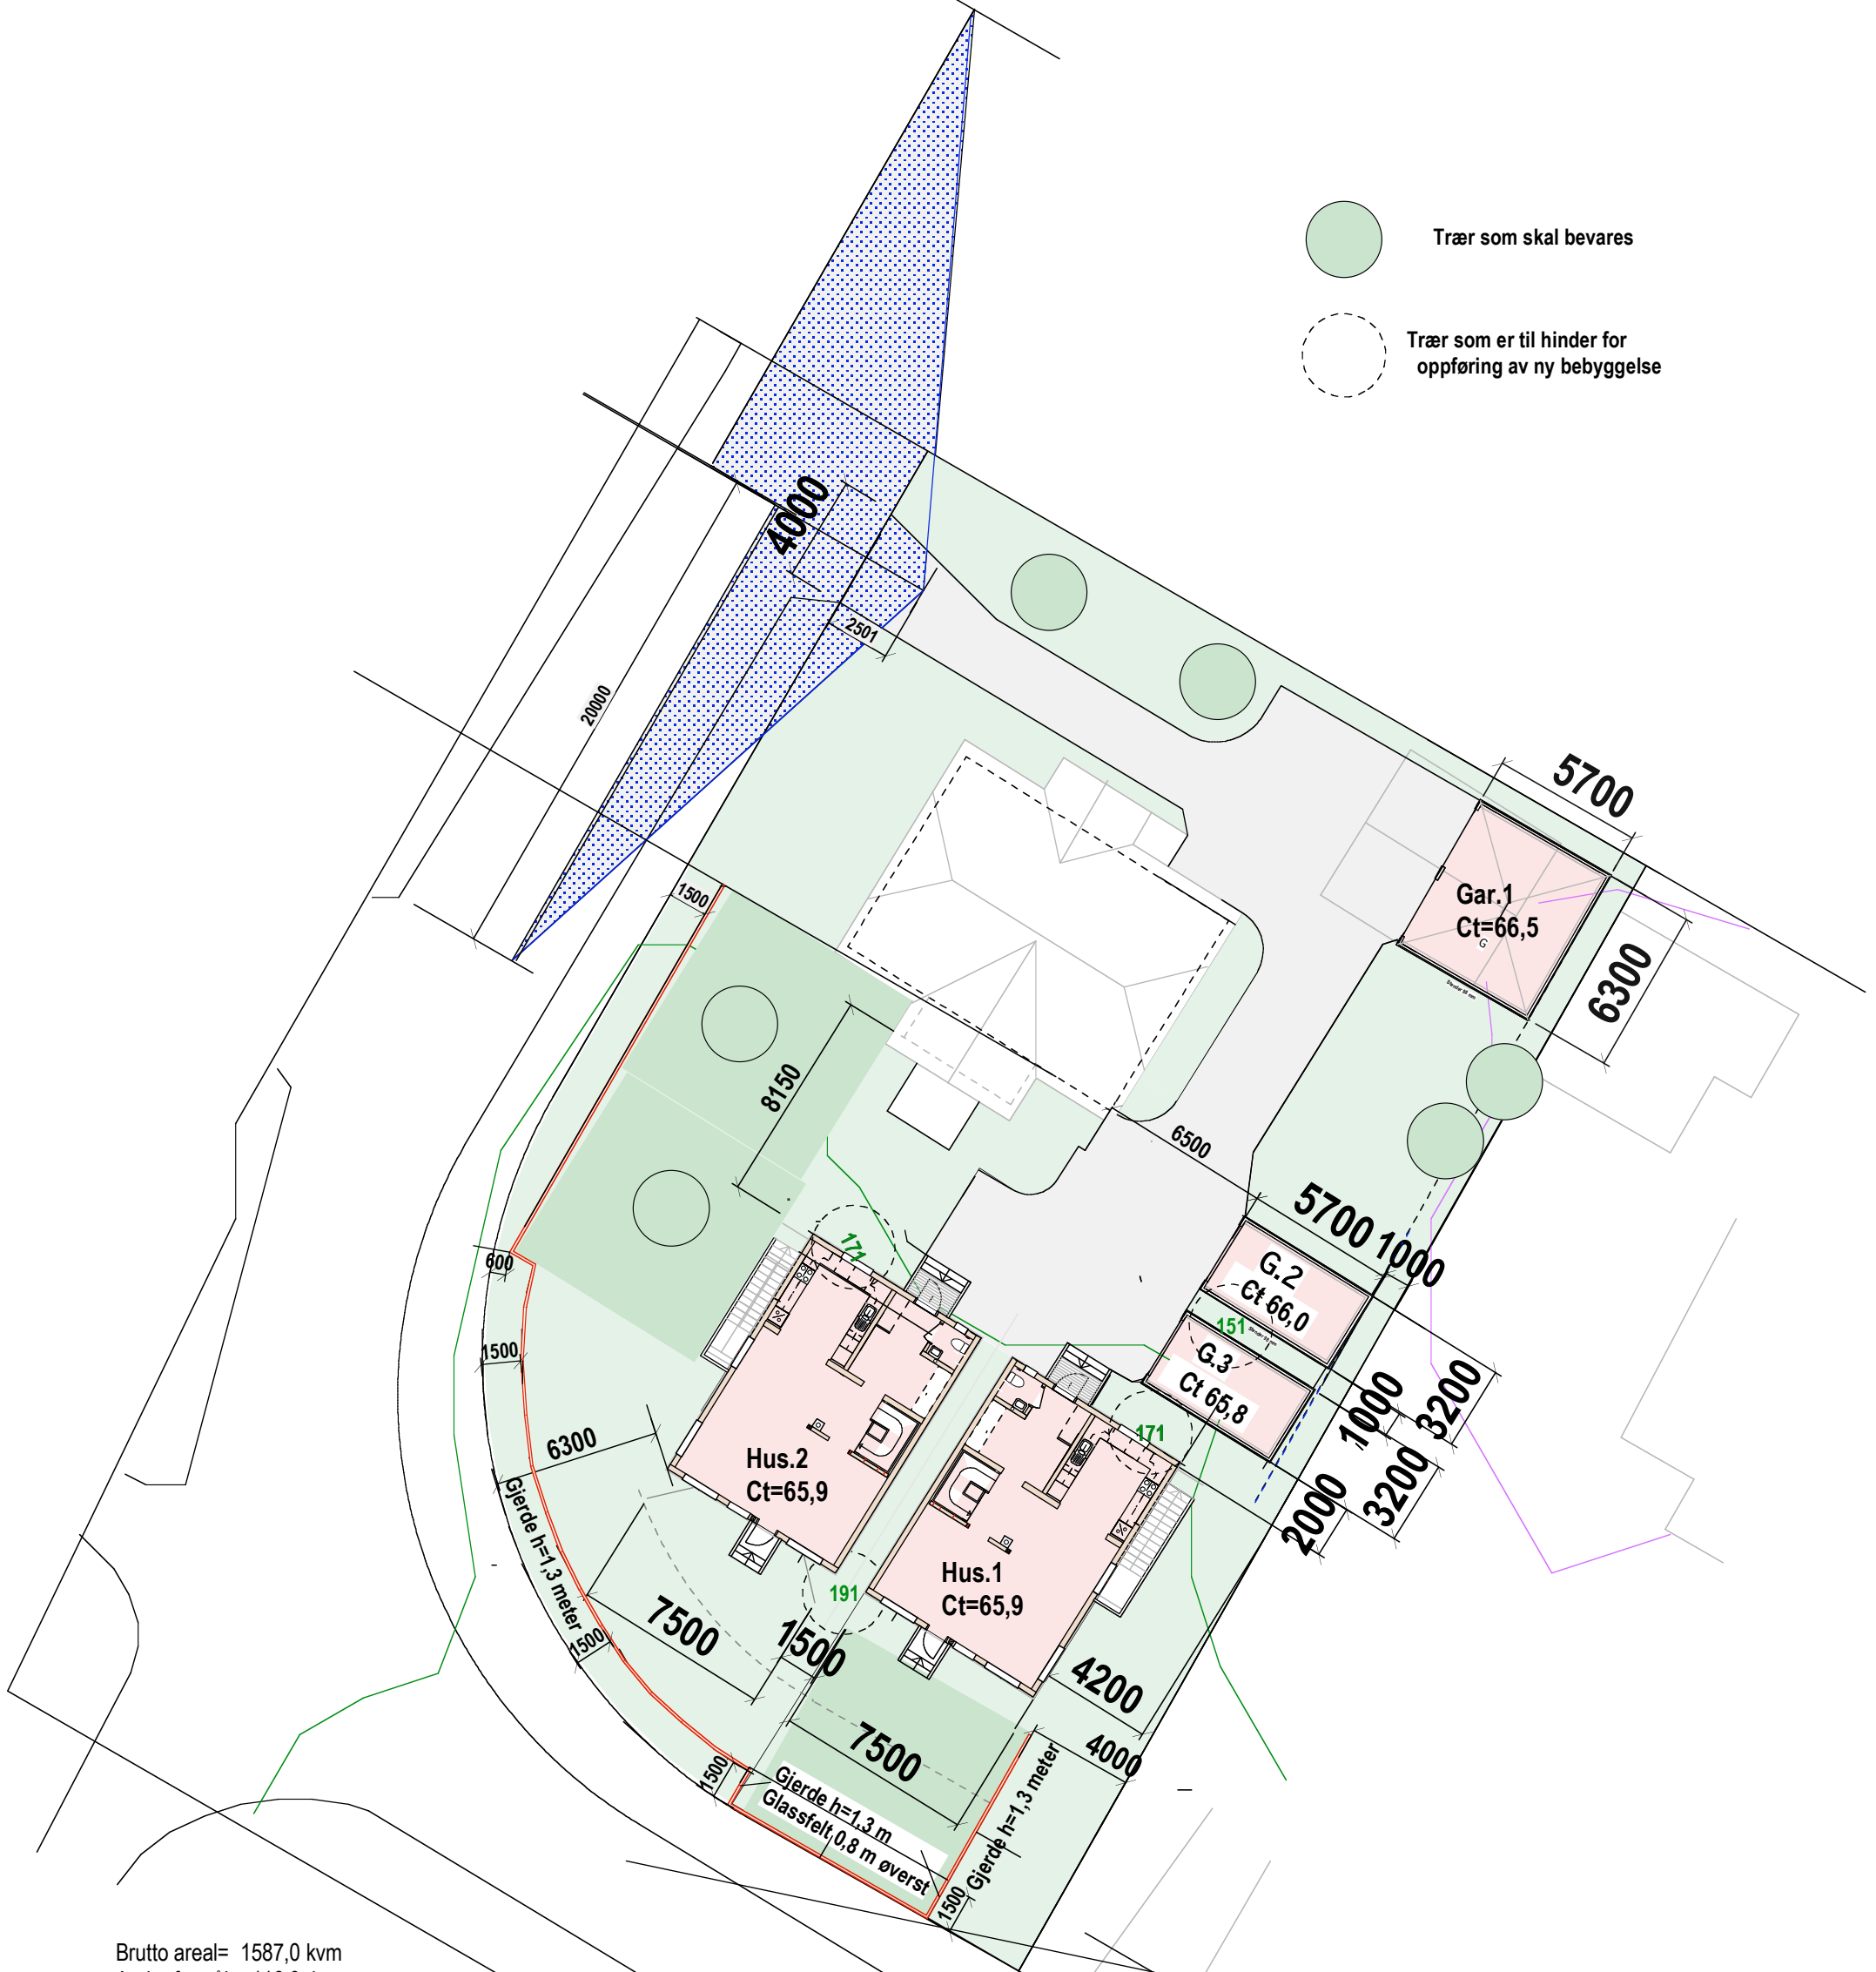 Trær som skal bevares
Trær som er til hinder for
oppføring av ny bebyggelse
4000
2501
20000
5700
Gar.1
Ct=66,5
G
6300
1500
8150
6500
5700
1000
600
171
G.2
Ct 66,0
151
G.3
Ct 65,8
1500
1000
3200
171
6300
Hus.2
Ct=65,9
2000
3200
Gjerde h=1,3 meter
Hus.1
Ct=65,9
191
7500
1500
1500
4200
7500
4000
1500
Gjerde h=1,3 m
Glassfelt 0,8 m øverst
Gjerde h=1,3 meter
1500
Brutto areal= 1587,0 kvm